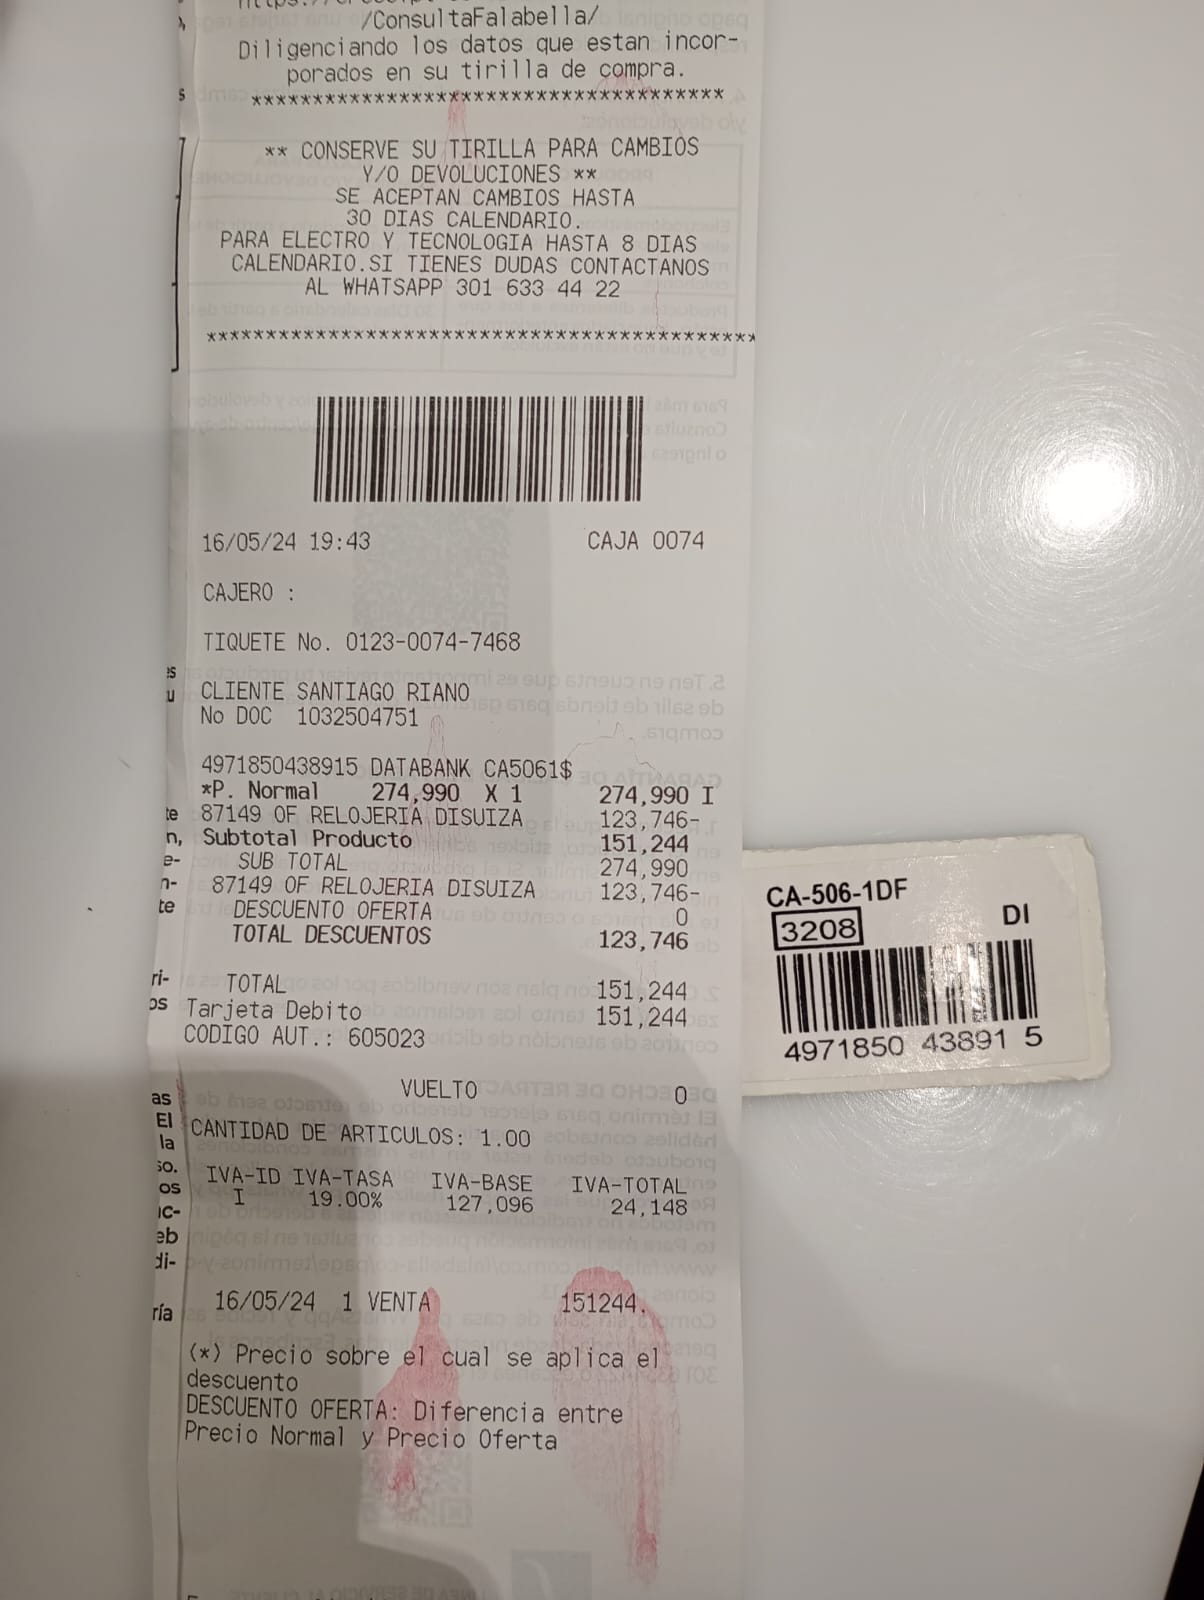 /ConsultaFalabella/
Diligenciando los datos que estan incor-
porados en su tirilla de compra.
***************************************
** CONSERVE SU TIRILLA PARA CAMBIOS
Y/O DEVOLUCIONES **
SE ACEPTAN CAMBIOS HASTA
30 DIAS CALENDARIO.
PARA ELECTRO Y TECNOLOGIA HASTA 8 DIAS
CALENDARIO.SI TIENES DUDAS CONTACTANOS
AL WHATSAPP 301 633 44 22
*********************************************
16/05/24 19:43 CAJA 0074
CAJERO :
TIQUETE No. 0123-0074-7468
CLIENTE SANTIAGO RIANO
No DOC 1032504751
4971850438915 DATABANK CA5061$
*P. Normal 274,990 X 1 274,990 I
87149 OF RELOJERIA DISUIZA 123,746-
Subtotal Producto 151,244
SUB TOTAL 274,990
87149 OF RELOJERIA DISUIZA 123,746-
DESCUENTO OFERTA 0
TOTAL DESCUENTOS 123,746
TOTAL 151,244
Tarjeta Debito 151,244
CODIGO AUT.: 605023
VUELTO 0
CANTIDAD DE ARTICULOS: 1.00
IVA-ID IVA-TASA IVA-BASE IVA-TOTAL
I 19.00% 127,096 24,148
16/05/24 1 VENTA 151244.
(*) Precio sobre el cual se aplica el
descuento
DESCUENTO OFERTA: Diferencia entre
Precio Normal y Precio Oferta
CA-506-1DF
3208 DI
4971850 43891 5